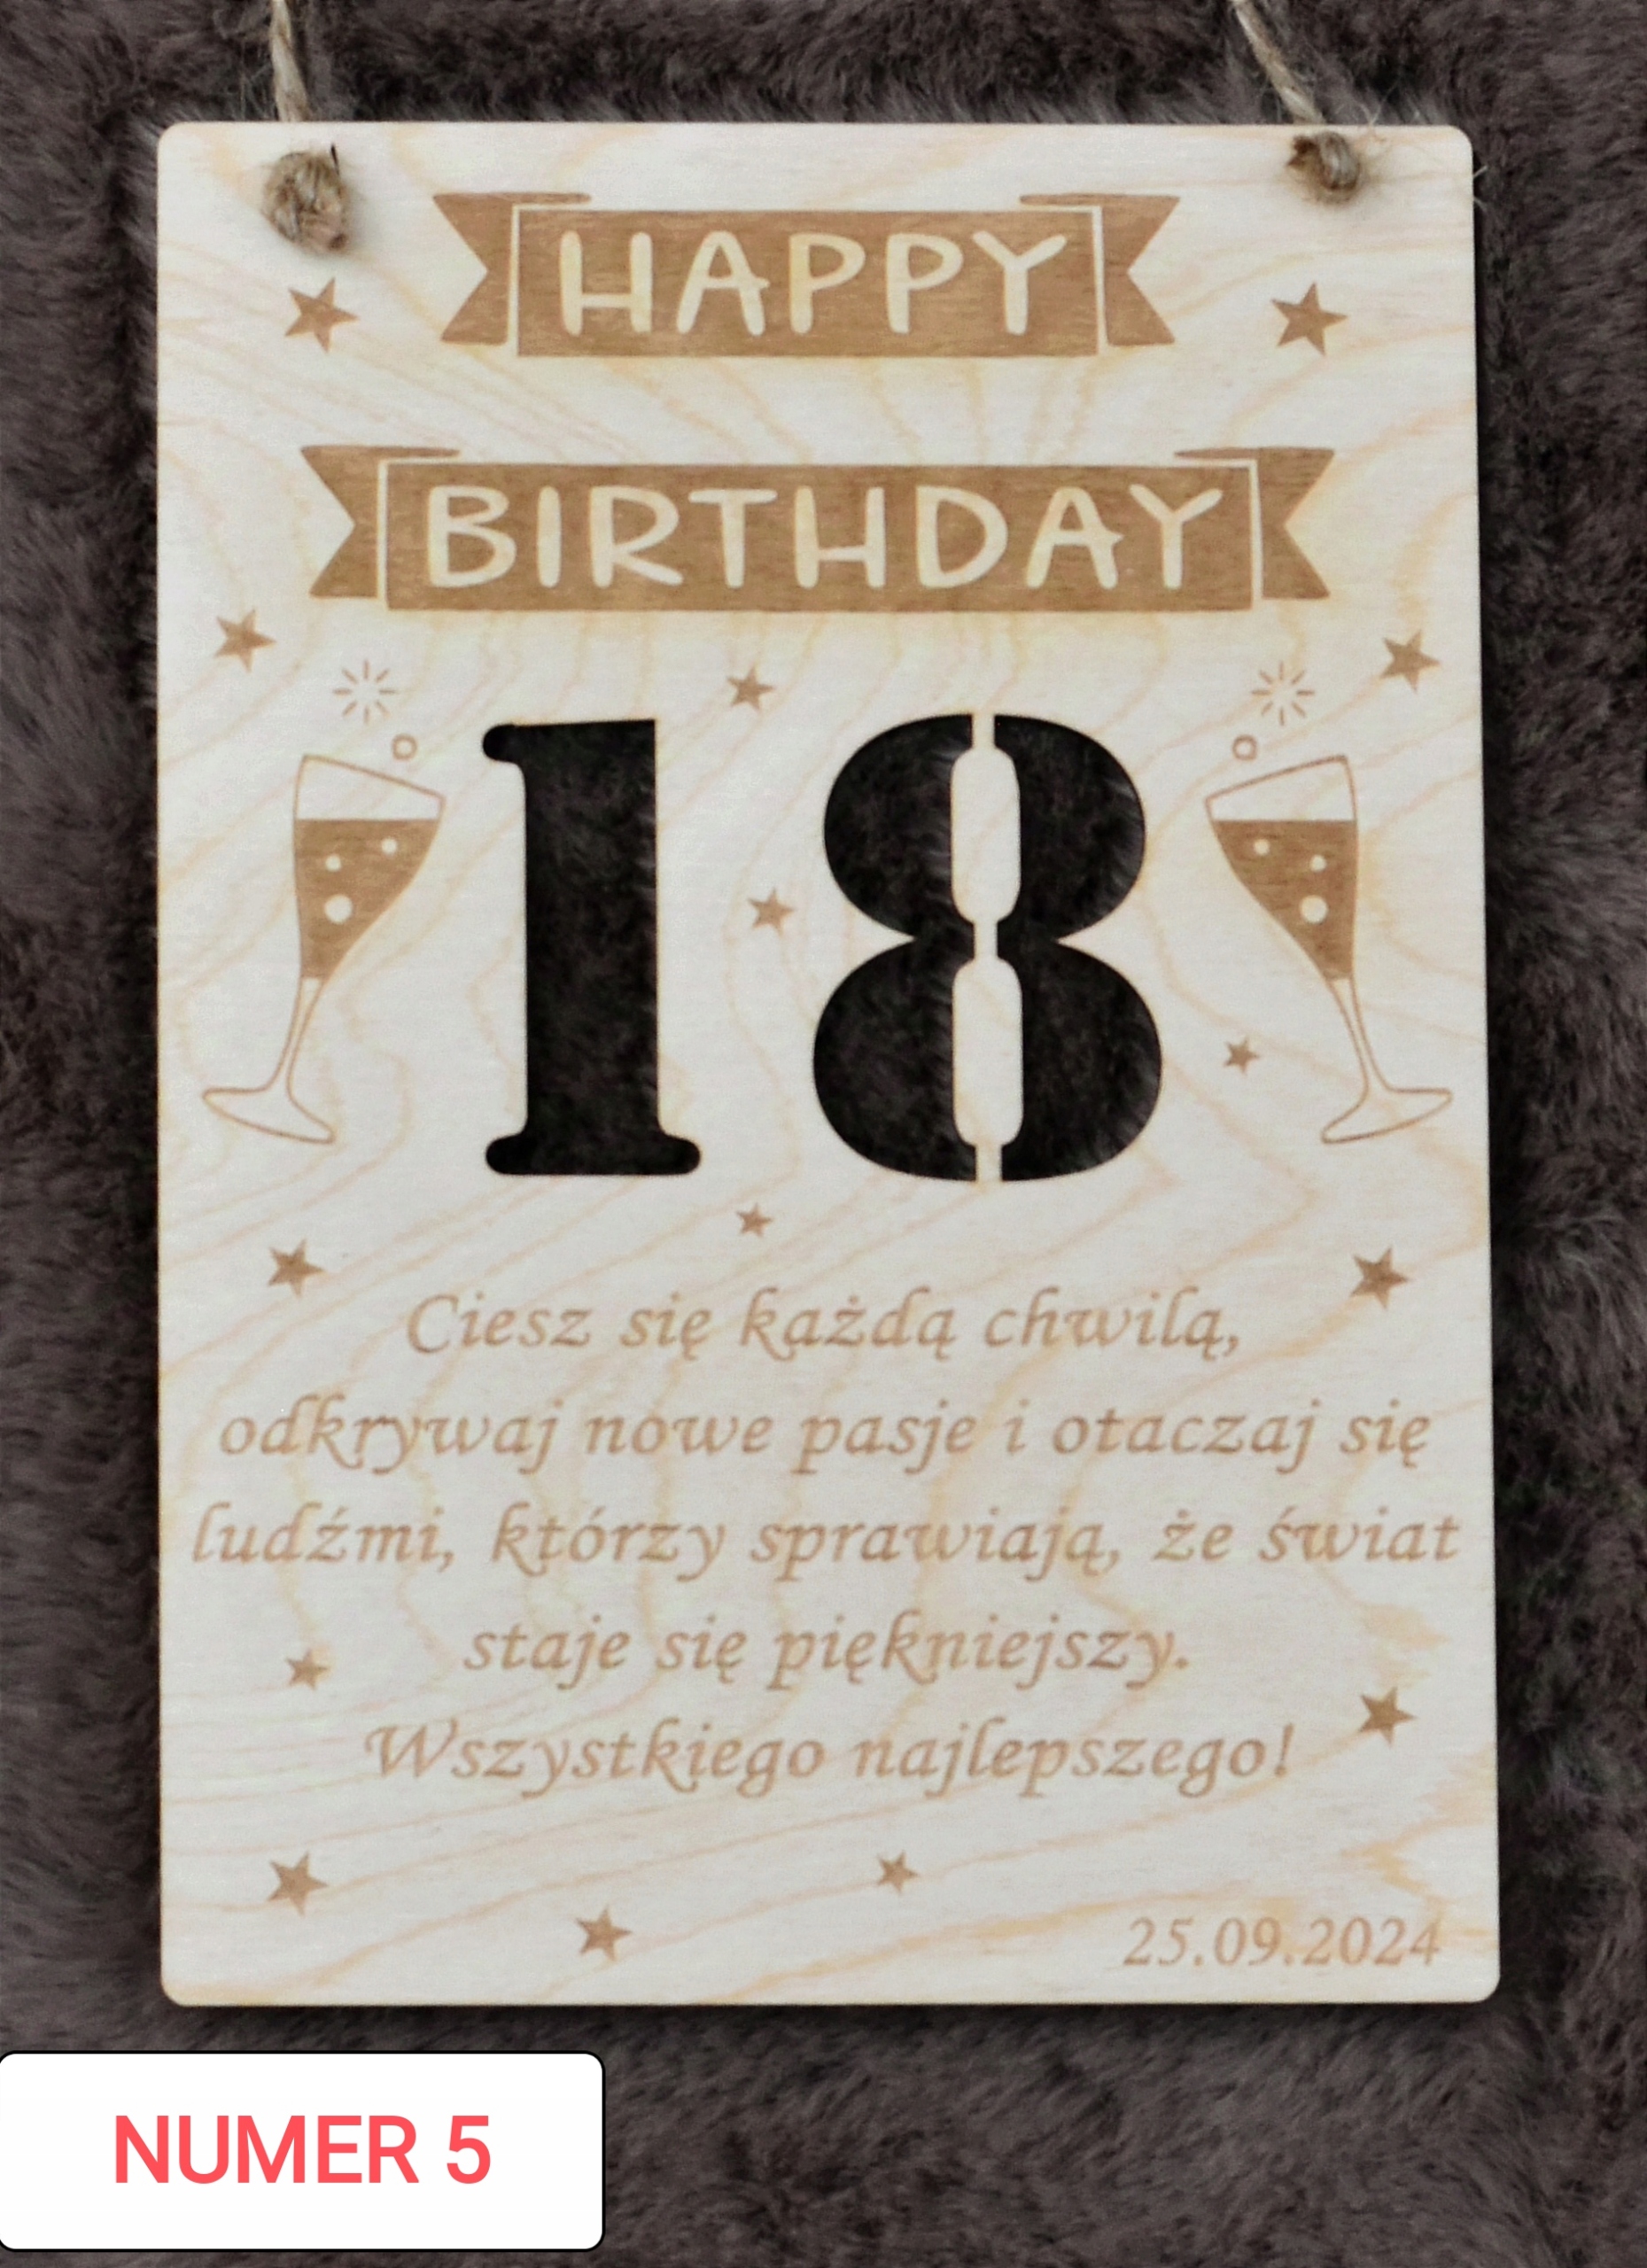 HAPPY
BIRTHDAY
18
Ciesz się każdą chwilą,
odkrywaj nowe pasje i otaczaj się
ludźmi, którzy sprawiają, że świat
staje się piękniejszy.
Wszystkiego najlepszego!
25.09.2024
NUMER 5